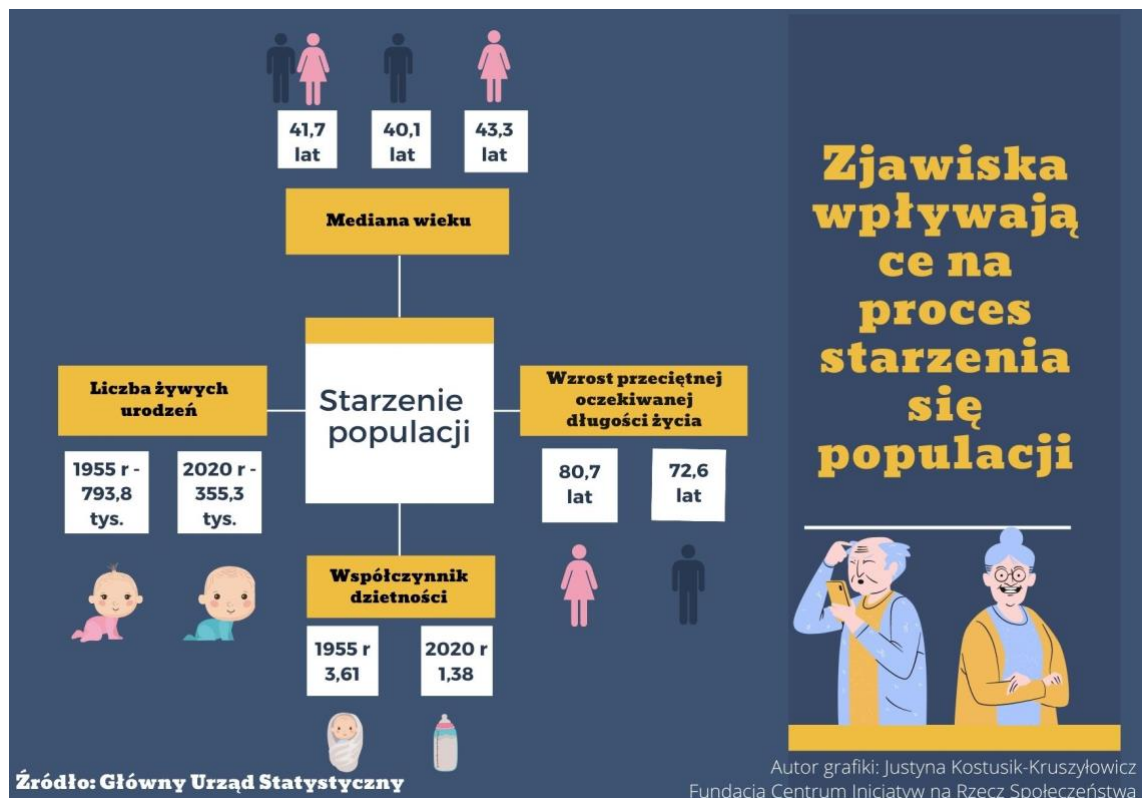 41,7
lat
40,1
lat
43,3
lat
Mediana wieku
Liczba żywych
urodzeń
1955 r -
793,8
tys.
2020 r -
355,3
tys.
Starzenie
populacji
Wzrost przeciętnej
oczekiwanej
długości życia
80,7
lat
72,6
lat
Współczynnik
dzietności
1955 r
3,61
2020 r
1,38
Źródło: Główny Urząd Statystyczny
Zjawiska
wpływają
ce na
proces
starzenia
się
populacji
Autor grafiki: Justyna Kostusik-Kruszyłowicz
Fundacja Centrum Inicjatyw na Rzecz Społeczeństwa